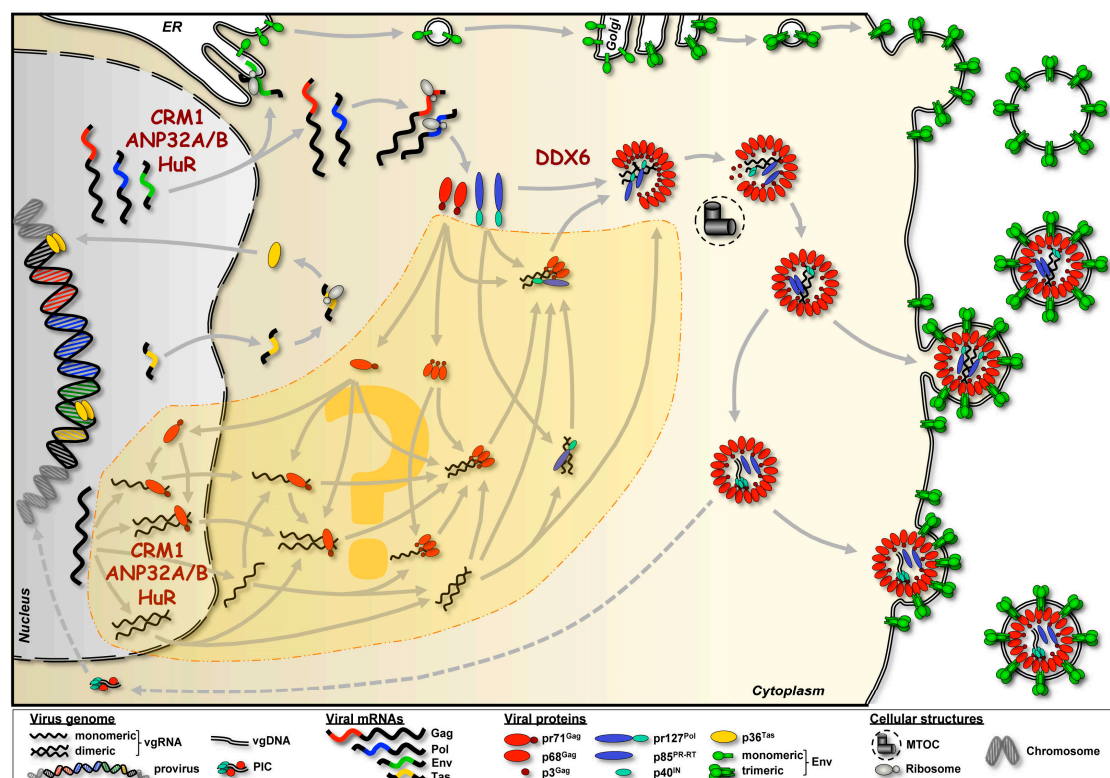 ER
Golgi
CRM1
ANP32A/B
HuR
DDX6
?
CRM1
ANP32A/B
HuR
Nucleus
Cytoplasm
Virus genome
monomeric
dimeric
vgRNA
vgDNA
provirus
PIC
Viral mRNAs
Gag
Pol
Env
Tas
Viral proteins
pr71Gag
p68Gag
p3Gag
pr127Pol
p85PR-RT
p40IN
p36Tas
monomeric
trimeric
Env
Cellular structures
MTOC
Ribosome
Chromosome